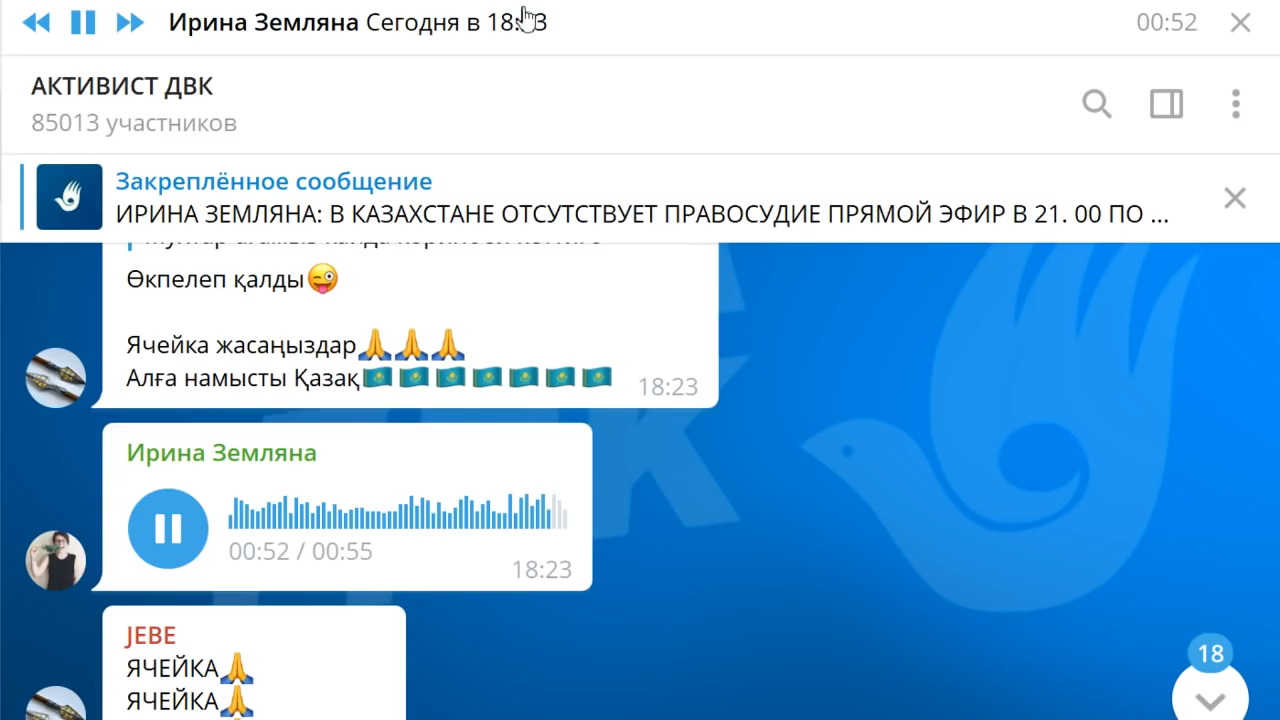 Ирина Земляна Сегодня в 18:23
00:52
АКТИВИСТ ДВК
85013 участников
Закреплённое сообщение
ИРИНА ЗЕМЛЯНА: В КАЗАХСТАНЕ ОТСУТСТВУЕТ ПРАВОСУДИЕ ПРЯМОЙ ЭФИР В 21. 00 ПО ...
Өкпелеп қалды😜
Ячейка жасаңыздар🙏🙏🙏
Алға намысты Қазақ🇰🇿🇰🇿🇰🇿🇰🇿🇰🇿🇰🇿🇰🇿
18:23
Ирина Земляна
00:52 / 00:55
18:23
JEBE
ЯЧЕЙКА🙏
ЯЧЕЙКА🙏
18